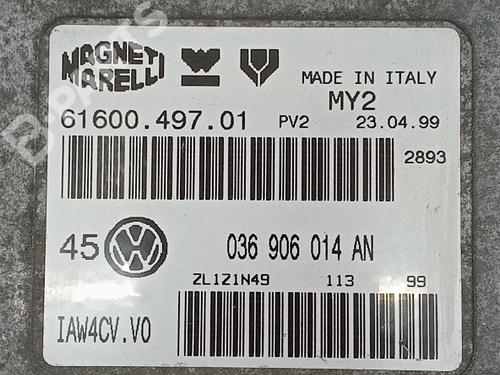 MAGNETI
MARELLI
MADE IN ITALY
MY2
61600.497.01 PV2 23.04.99
2893
45 036 906 014 AN
ZL1Z1N49 113 99
IAW4CV.V0